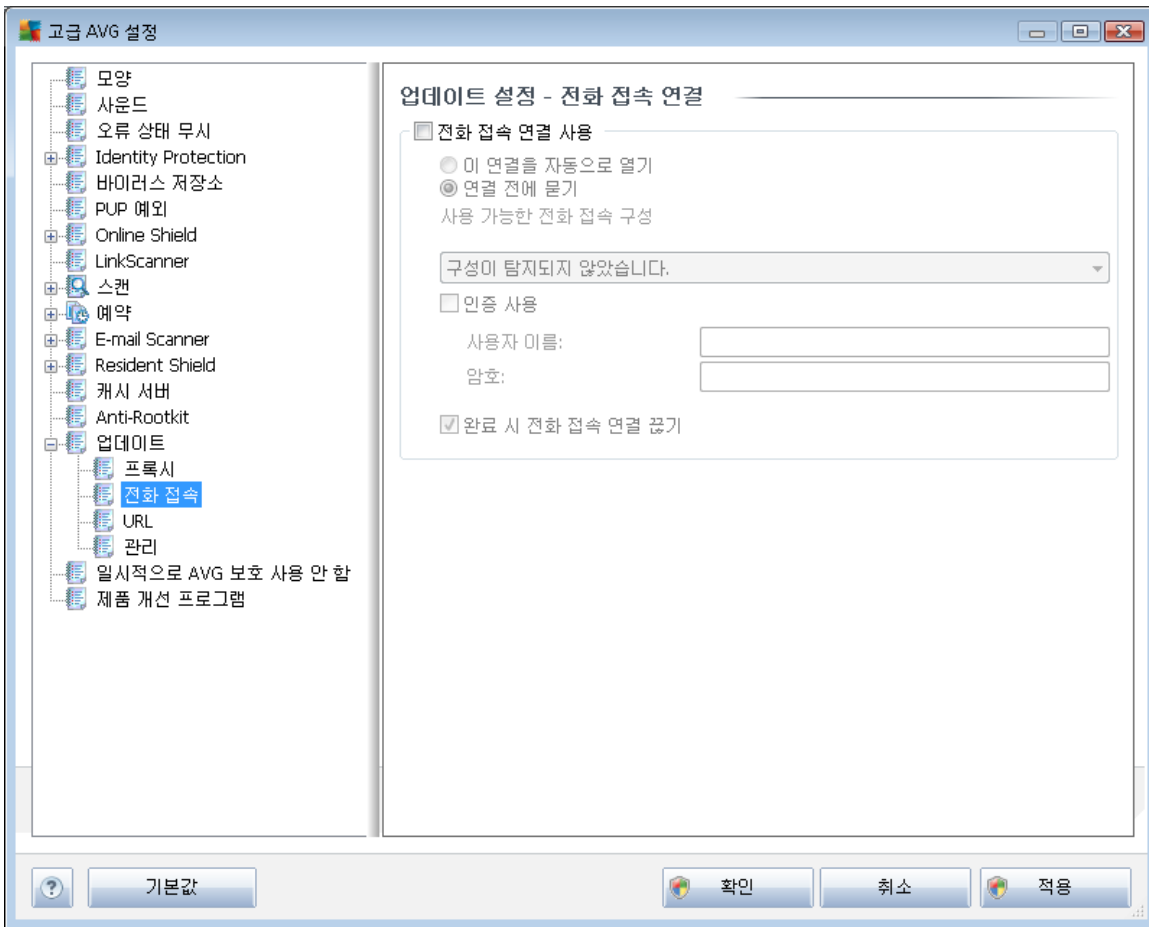 고급 AVG 설정
모양
사운드
오류 상태 무시
Identity Protection
바이러스 저장소
PUP 예외
Online Shield
LinkScanner
스캔
예약
E-mail Scanner
Resident Shield
캐시 서버
Anti-Rootkit
업데이트
프록시
전화 접속
URL
관리
일시적으로 AVG 보호 사용 안 함
제품 개선 프로그램
업데이트 설정 - 전화 접속 연결
전화 접속 연결 사용
이 연결을 자동으로 열기
연결 전에 묻기
사용 가능한 전화 접속 구성
구성이 탐지되지 않았습니다.
인증 사용
사용자 이름:
암호:
완료 시 전화 접속 연결 끊기
?
기본값
확인
취소
적용